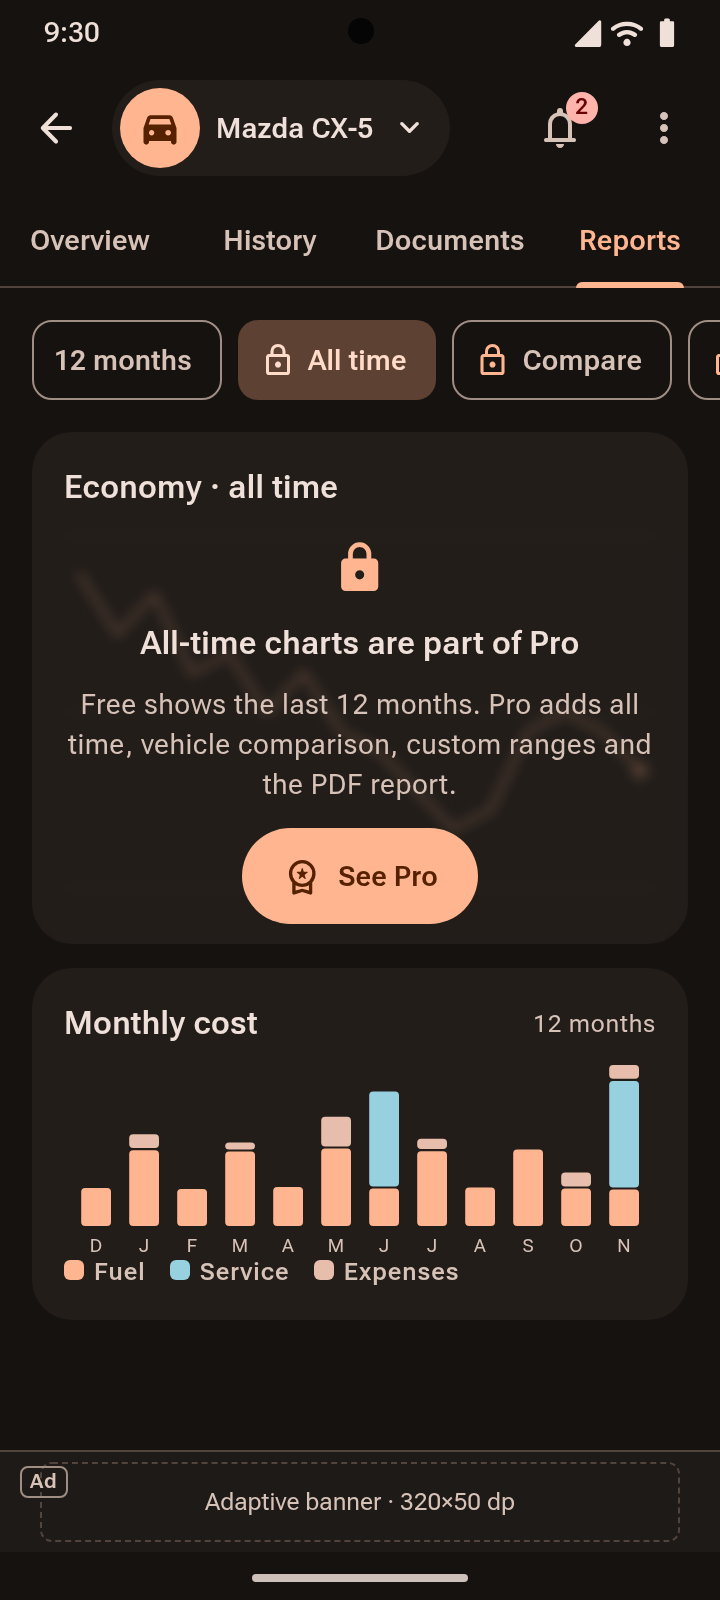 9:30
Mazda CX-5
2
Overview History Documents Reports
12 months All time Compare
Economy · all time
All-time charts are part of Pro
Free shows the last 12 months. Pro adds all
time, vehicle comparison, custom ranges and
the PDF report.
See Pro
Monthly cost 12 months
D J F M A M J J A S O N
Fuel Service Expenses
Ad
Adaptive banner · 320×50 dp